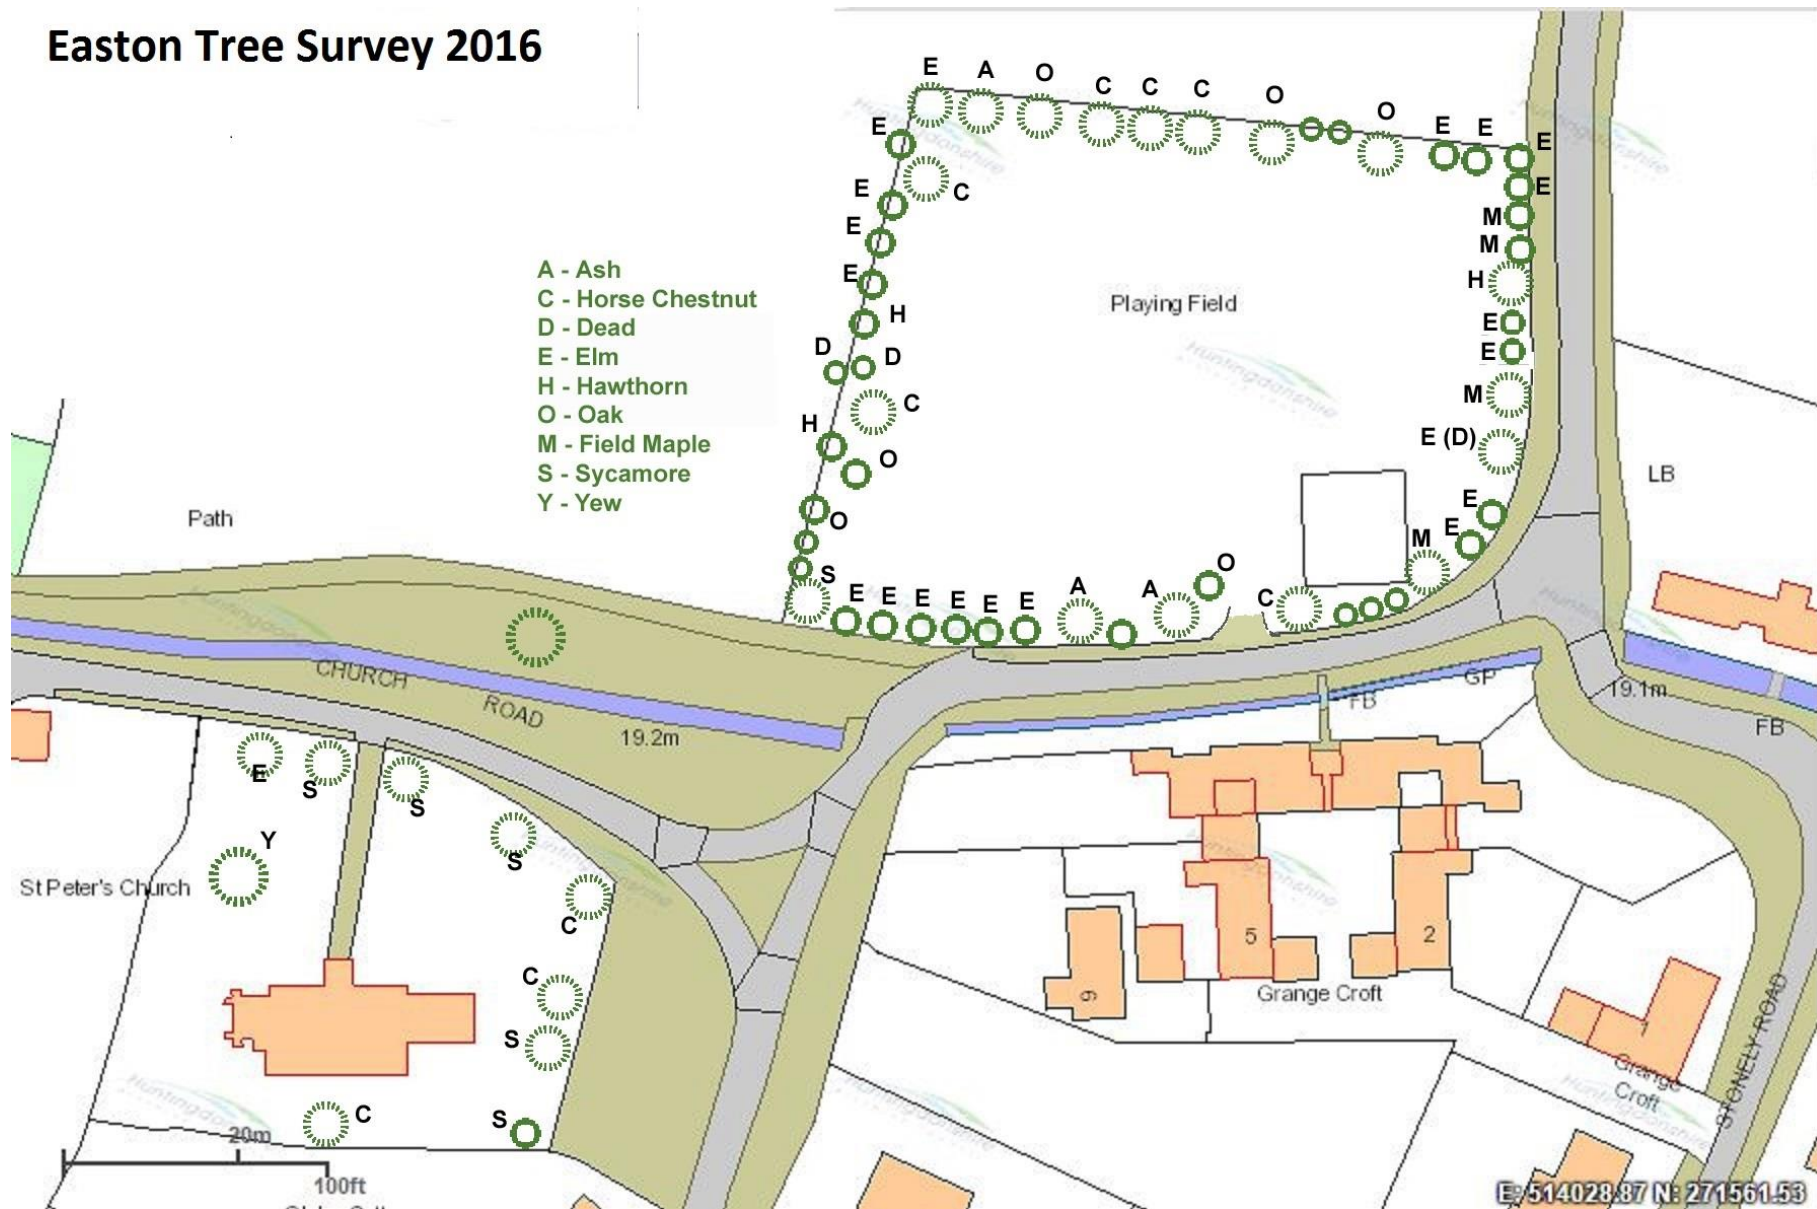 Easton Tree Survey 2016
E A O C C C O O E E E
E
C
E
E
E
E
M
M
H
E
E
M
E (D)
E
E
M
H
D D
C
H
O
O
S
E E E E E E A A O C
A - Ash
C - Horse Chestnut
D - Dead
E - Elm
H - Hawthorn
O - Oak
M - Field Maple
S - Sycamore
Y - Yew
Playing Field
Path
LB
CHURCH
ROAD
19.2m
GP
FB
19.1m
FB
E
S
S
S
Y
St Peter's Church
C
C
S
C
S
5
2
6
Grange Croft
1
Grange
Croft
STONELY ROAD
20m
100ft
Huntingdonshire
E: 514028.87 N: 271561.53